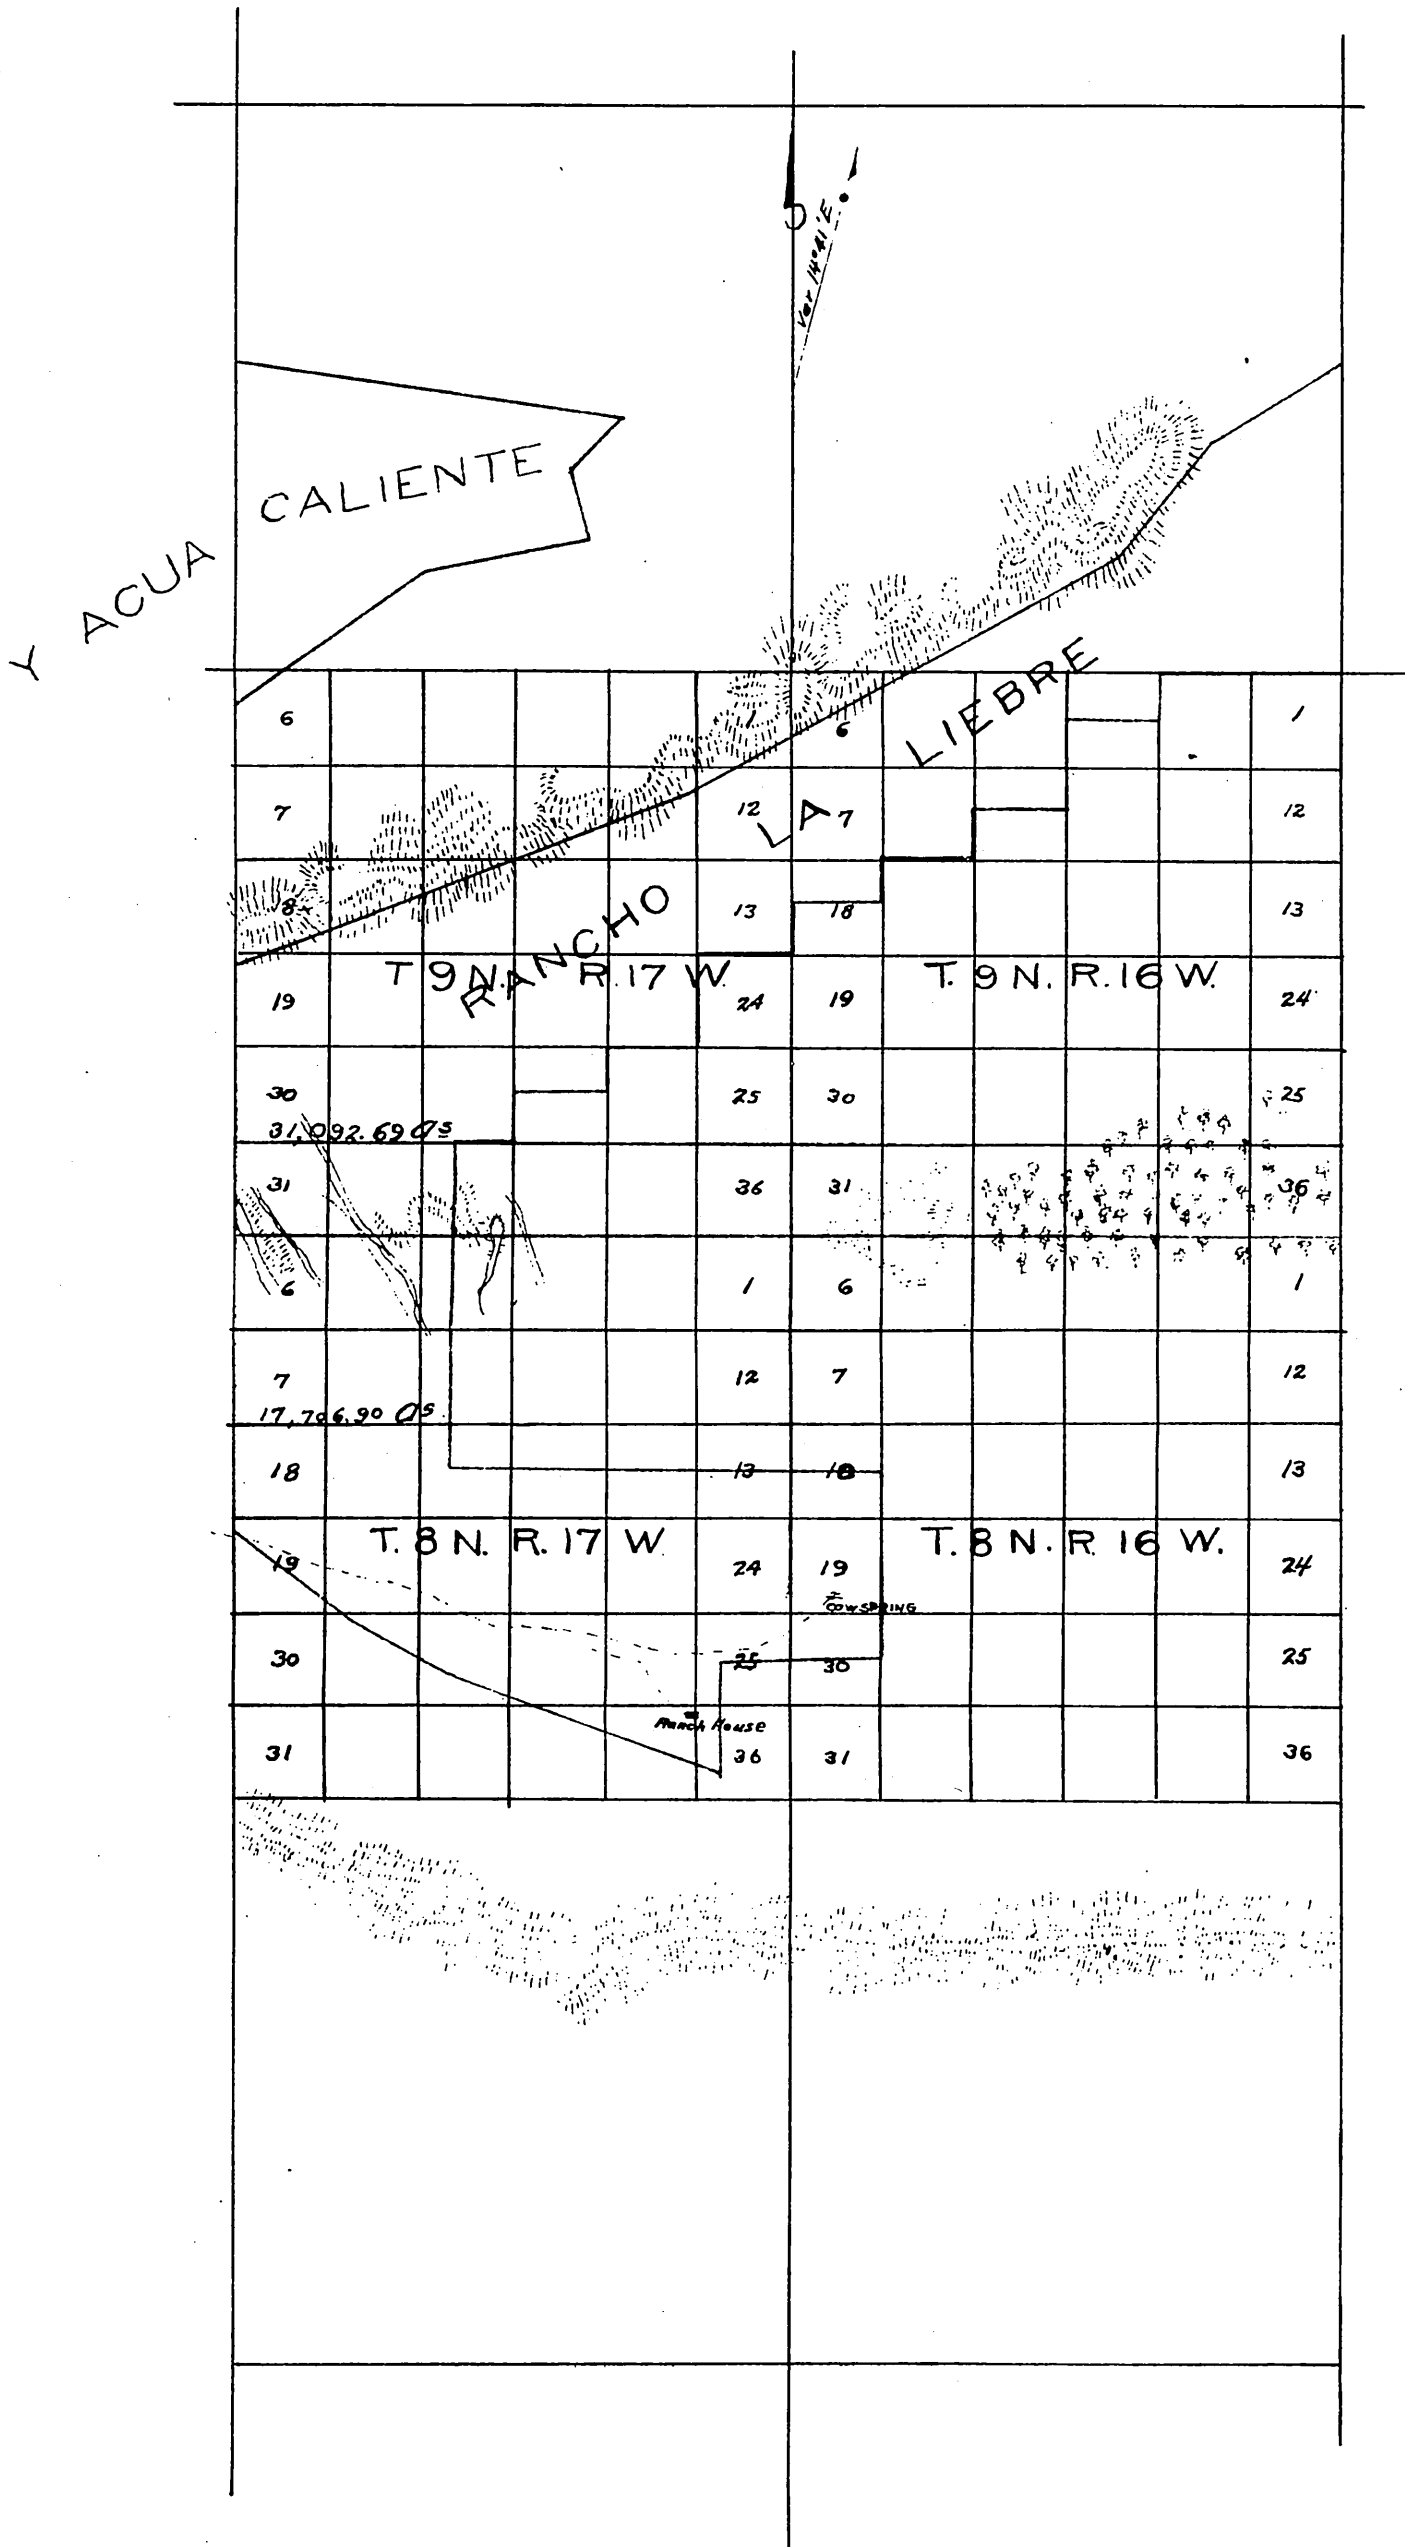 Var 14°41'E
Y ACUA CALIENTE
RANCHO LA LIEBRE
6 1 6 1
7 12 7 12
8 13 18 13
T. 9 N. R. 17 W. T. 9 N. R. 16 W.
19 24 19 24
30 25 30 25
31,092.69 as
31 36 31 36
6 1 6 1
7 12 7 12
17,706.90 as
18 13 18 13
T. 8 N. R. 17 W. T. 8 N. R. 16 W.
19 24 19 24
COW SPRING
30 25 30 25
Ranch House
31 36 31 36